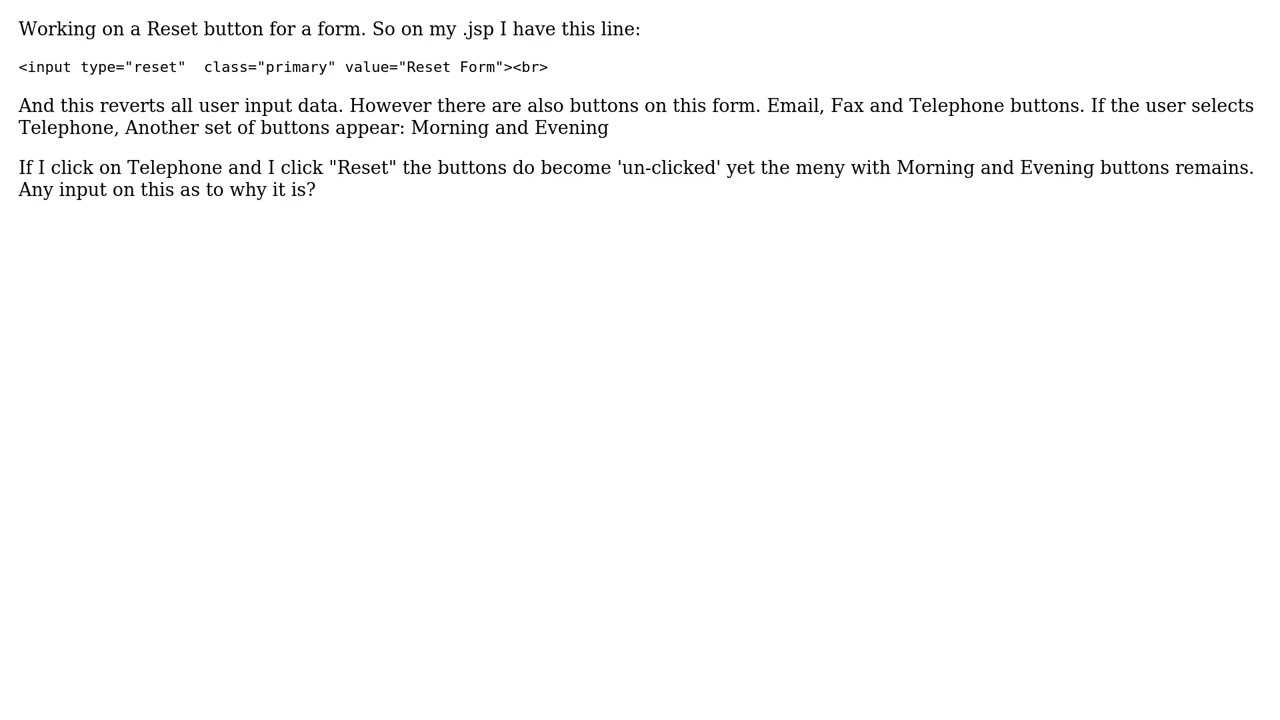 Working on a Reset button for a form. So on my .jsp I have this line:
<input type="reset"  class="primary" value="Reset Form"><br>
And this reverts all user input data. However there are also buttons on this form. Email, Fax and Telephone buttons. If the user selects
Telephone, Another set of buttons appear: Morning and Evening
If I click on Telephone and I click "Reset" the buttons do become 'un-clicked' yet the meny with Morning and Evening buttons remains.
Any input on this as to why it is?